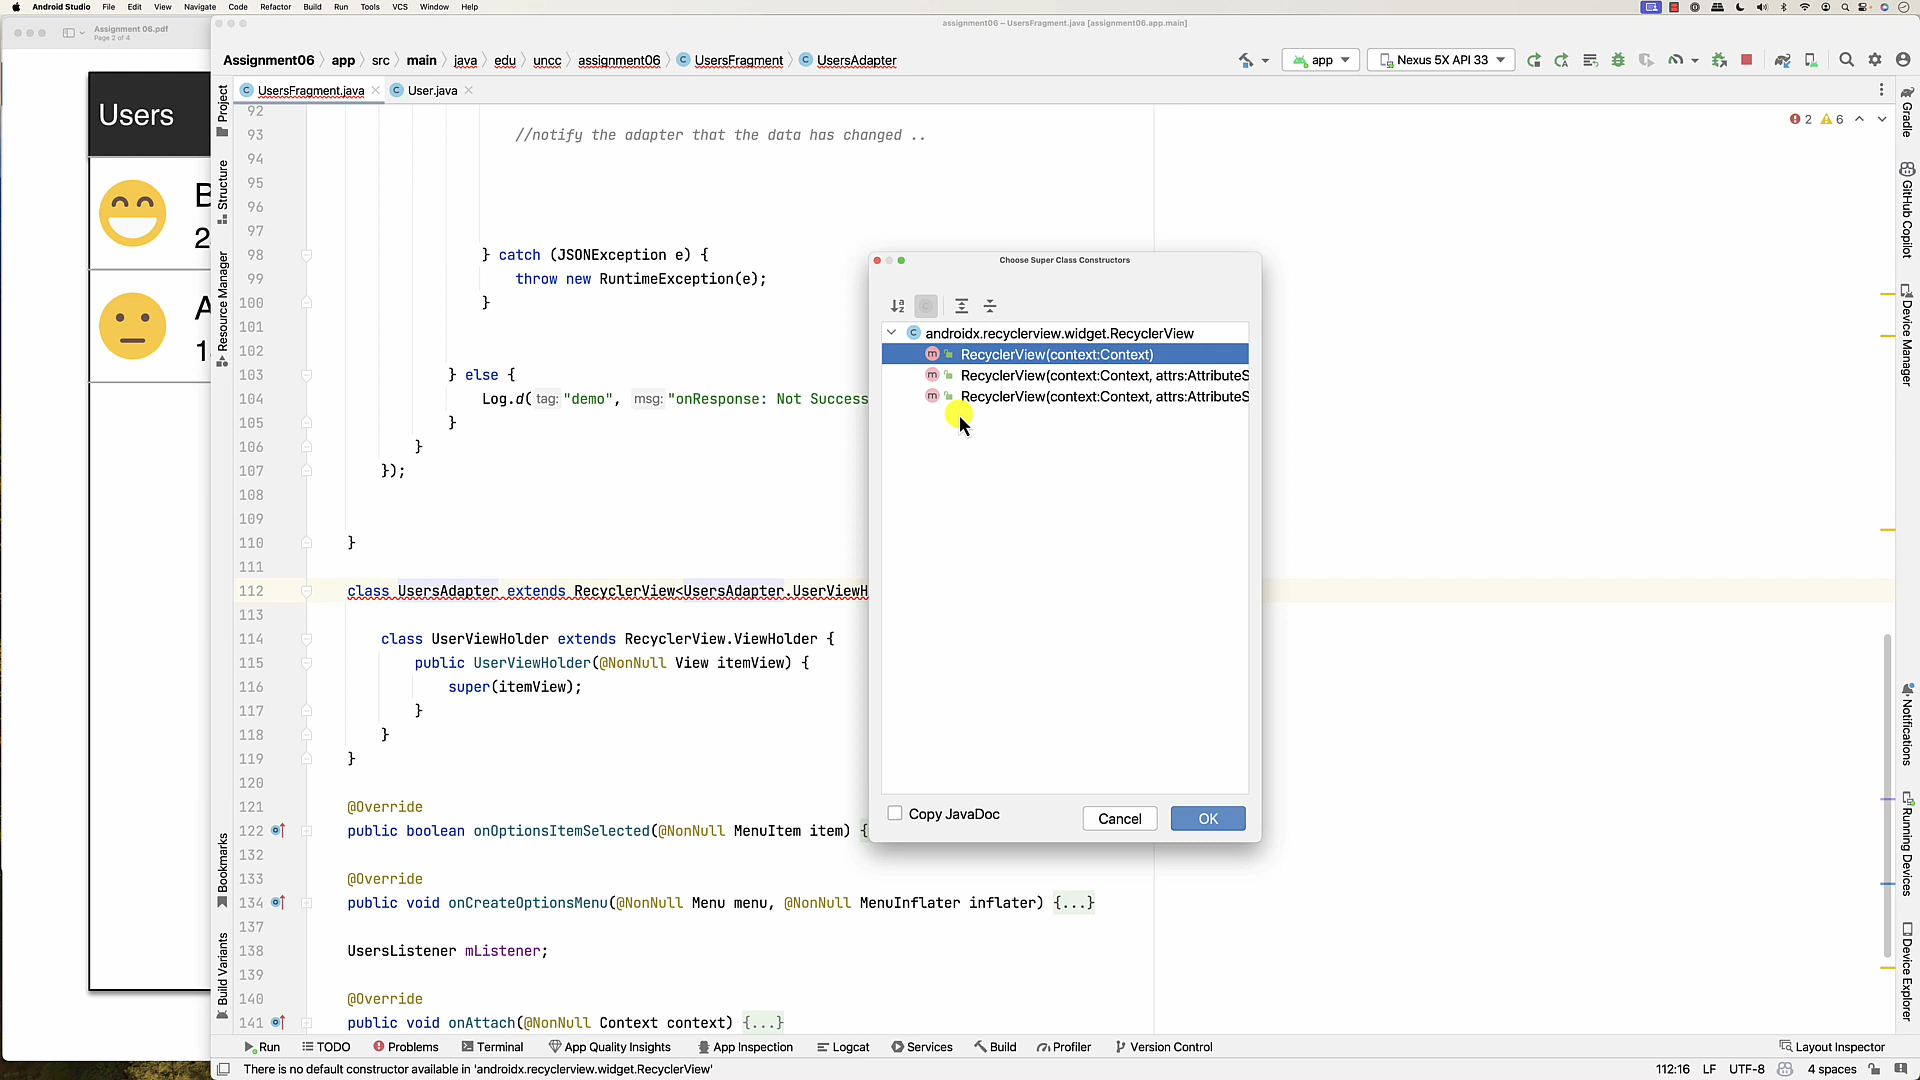 Android Studio File Edit View Navigate Code Refactor Build Run Tools VCS Window Help
Assignment 06.pdf
Page 2 of 4
assignment06 – UsersFragment.java [assignment06.app.main]
Assignment06 app src main java edu uncc assignment06 UsersFragment UsersAdapter
app
Nexus 5X API 33
UsersFragment.java
User.java
Users
B
2
A
1
Project
Structure
Resource Manager
Bookmarks
Build Variants
2 6
92
93 //notify the adapter that the data has changed ..
94
95
96
97
98 } catch (JSONException e) {
99 throw new RuntimeException(e);
100 }
101
102
103 } else {
104 Log.d( tag: "demo", msg: "onResponse: Not Success
105 }
106 }
107 });
108
109
110 }
111
112 class UsersAdapter extends RecyclerView<UsersAdapter.UserViewH
113
114 class UserViewHolder extends RecyclerView.ViewHolder {
115 public UserViewHolder(@NonNull View itemView) {
116 super(itemView);
117 }
118 }
119 }
120
121 @Override
122 public boolean onOptionsItemSelected(@NonNull MenuItem item) {
132
133 @Override
134 public void onCreateOptionsMenu(@NonNull Menu menu, @NonNull MenuInflater inflater) {...}
137
138 UsersListener mListener;
139
140 @Override
141 public void onAttach(@NonNull Context context) {...}
Choose Super Class Constructors
androidx.recyclerview.widget.RecyclerView
RecyclerView(context:Context)
RecyclerView(context:Context, attrs:AttributeS
RecyclerView(context:Context, attrs:AttributeS
Copy JavaDoc
Cancel
OK
Gradle
GitHub Copilot
Device Manager
Notifications
Running Devices
Device Explorer
Run TODO Problems Terminal App Quality Insights App Inspection Logcat Services Build Profiler Version Control Layout Inspector
There is no default constructor available in 'androidx.recyclerview.widget.RecyclerView'
112:16 LF UTF-8 4 spaces